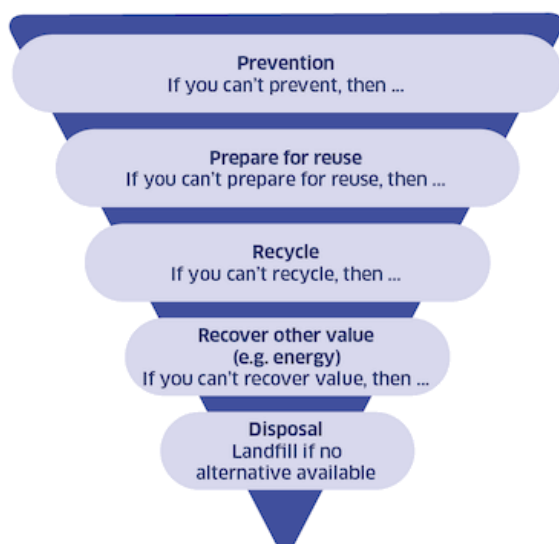 Prevention
If you can't prevent, then ...
Prepare for reuse
If you can't prepare for reuse, then ...
Recycle
If you can't recycle, then ...
Recover other value
(e.g. energy)
If you can't recover value, then ...
Disposal
Landfill if no
alternative available